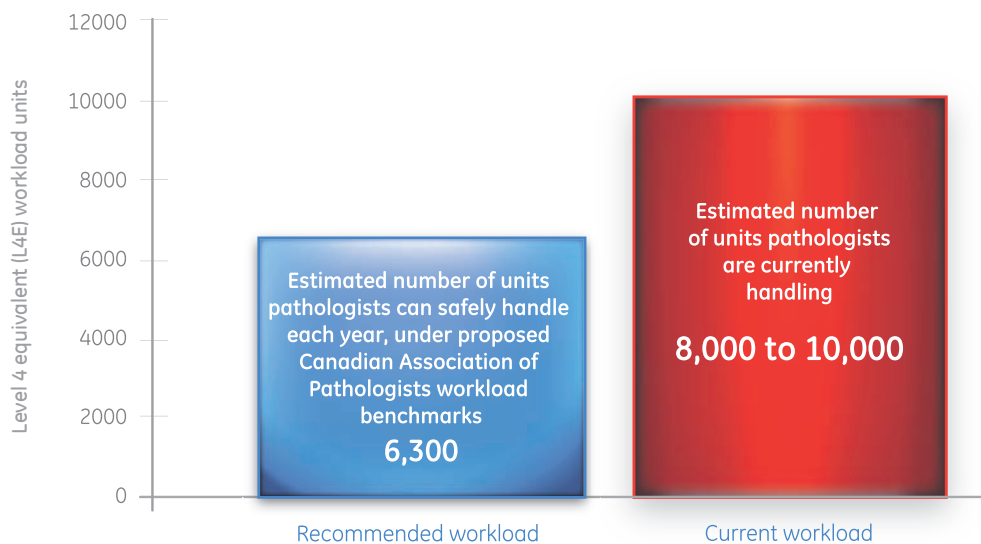 12000
10000
8000
6000
4000
2000
0
Level 4 equivalent (L4E) workload units
Estimated number of units
pathologists can safely handle
each year, under proposed
Canadian Association of
Pathologists workload
benchmarks
6,300
Estimated number
of units pathologists
are currently
handling
8,000 to 10,000
Recommended workload
Current workload